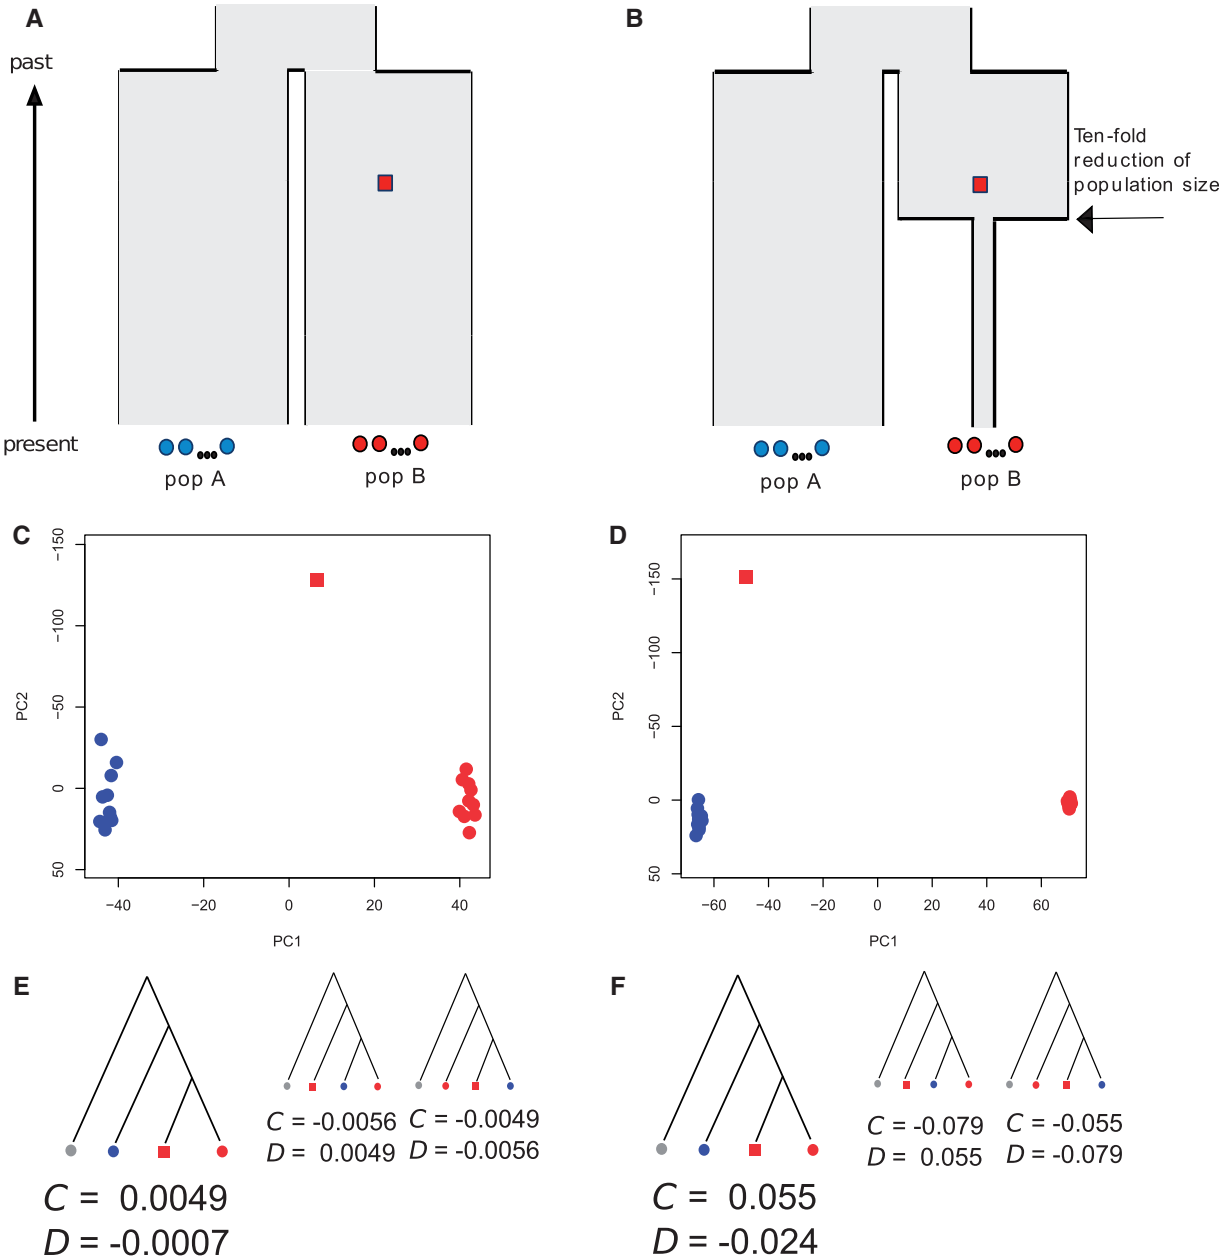 A
past
present
pop A
pop B
B
Ten-fold
reduction of
population size
pop A
pop B
C
−150
−100
−50
0
50
PC2
−40 −20 0 20 40
PC1
D
−150
−100
−50
0
50
PC2
−60 −40 −20 0 20 40 60
PC1
E
C = -0.0056
D = 0.0049
C = -0.0049
D = -0.0056
C = 0.0049
D = -0.0007
F
C = -0.079
D = 0.055
C = -0.055
D = -0.079
C = 0.055
D = -0.024